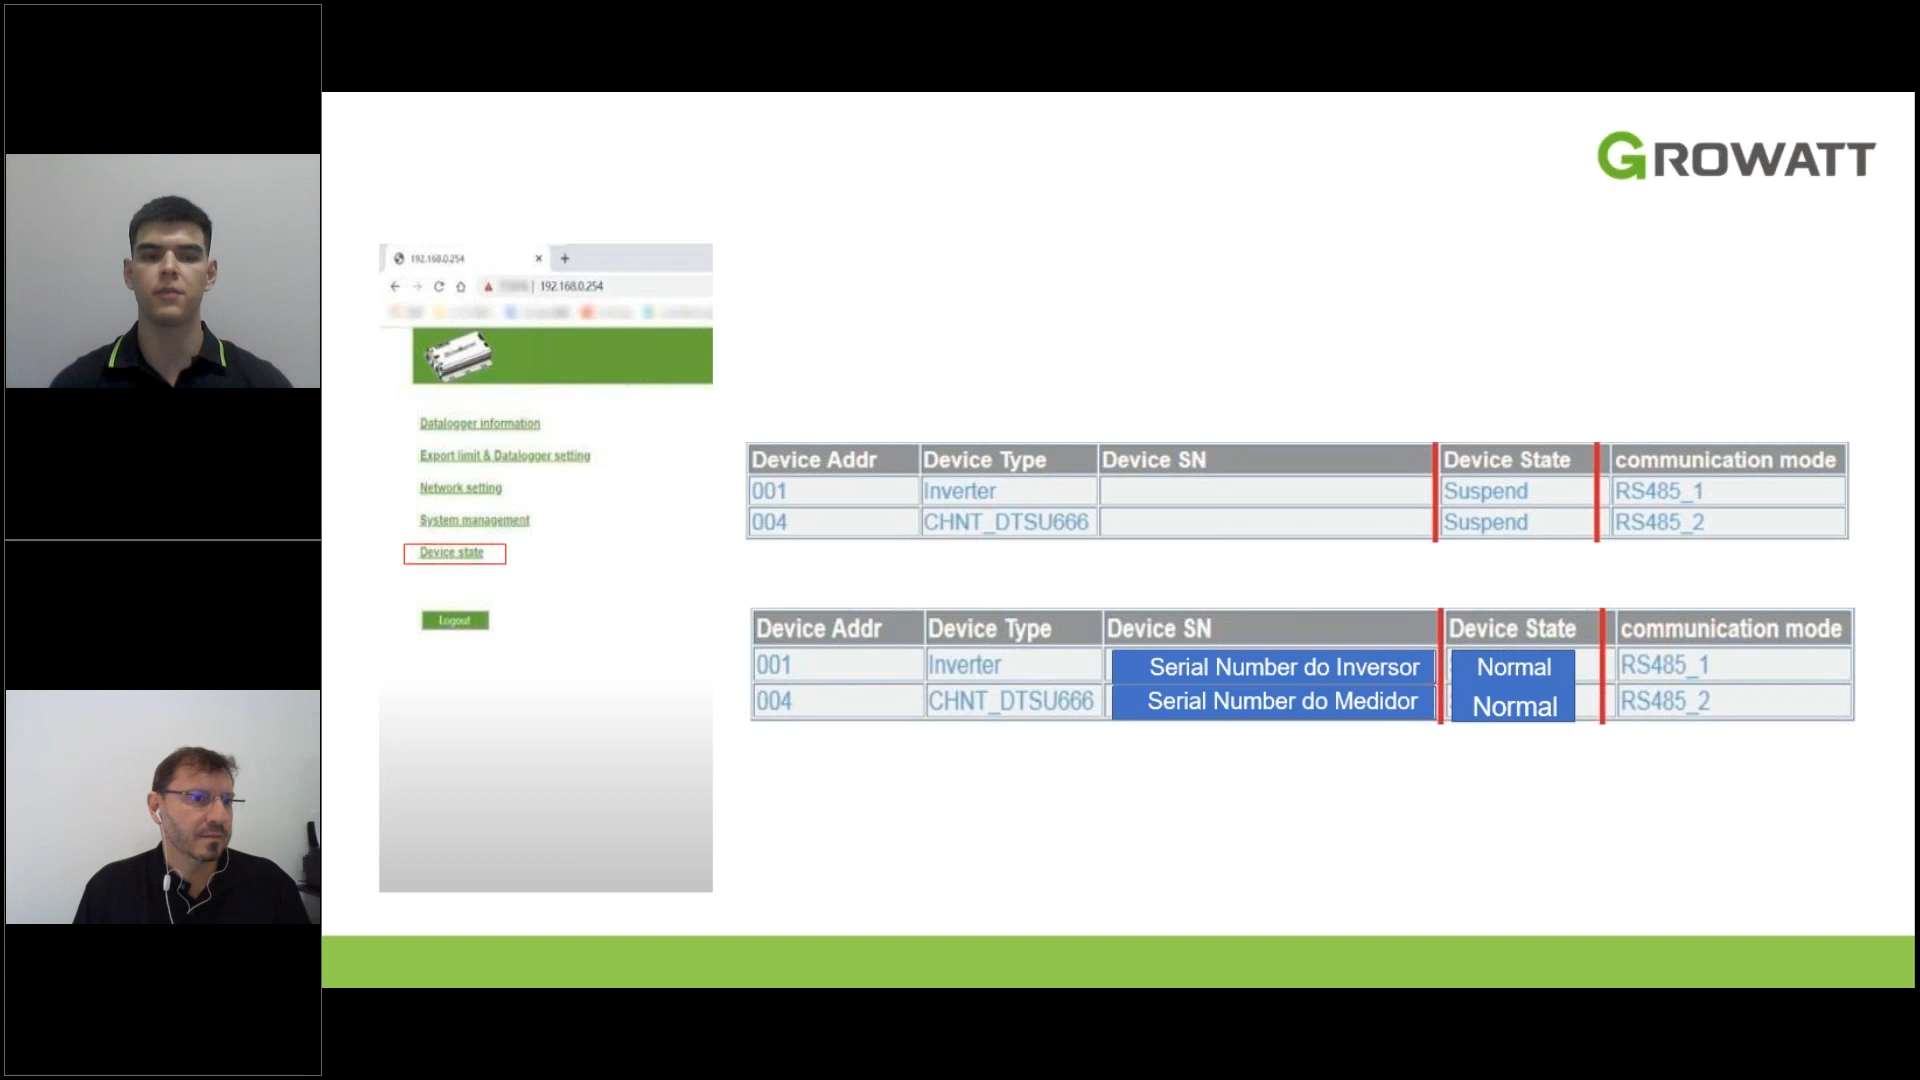 GROWATT
192.168.0.254
192.168.0.254
Datalogger information
Export limit & Datalogger setting
Network setting
System management
Device state
Logout
Device Addr Device Type Device SN Device State communication mode
001 Inverter Suspend RS485_1
004 CHNT_DTSU666 Suspend RS485_2
Device Addr Device Type Device SN Device State communication mode
001 Inverter Serial Number do Inversor Normal RS485_1
004 CHNT_DTSU666 Serial Number do Medidor Normal RS485_2